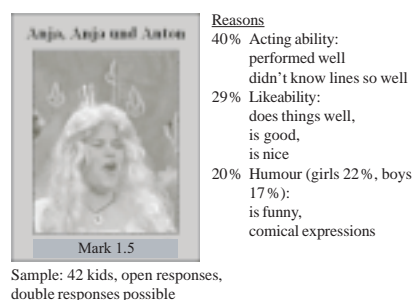 Anja, Anja und Anton
Mark 1.5
Reasons
40% Acting ability:
performed well
didn't know lines so well
29% Likeability:
does things well,
is good,
is nice
20% Humour (girls 22%, boys
17%):
is funny,
comical expressions
Sample: 42 kids, open responses,
double responses possible